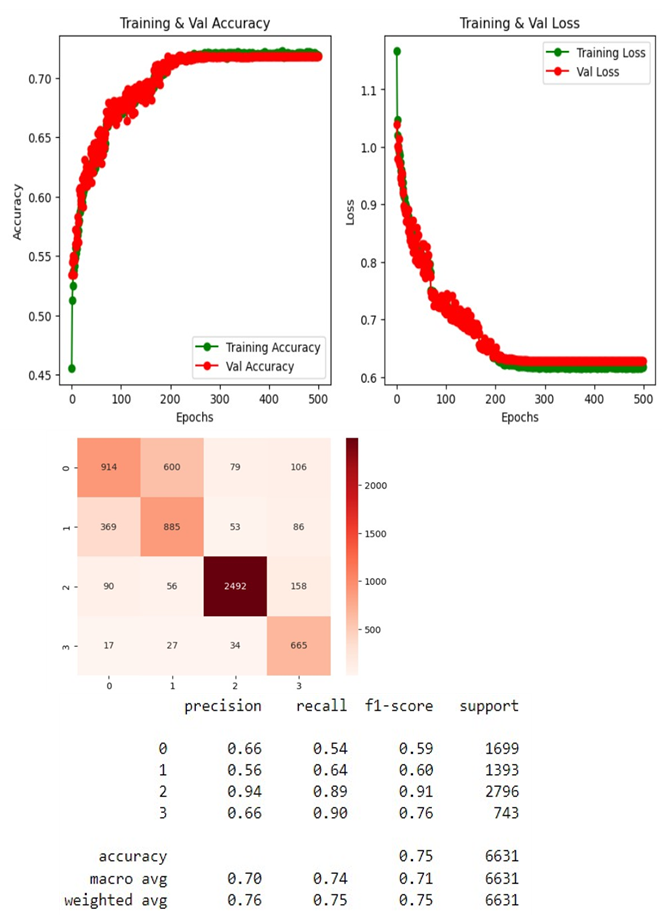 Training & Val Accuracy
0.70
0.65
0.60
0.55
0.50
0.45
Accuracy
Training Accuracy
Val Accuracy
0 100 200 300 400 500
Epochs
Training & Val Loss
Training Loss
Val Loss
1.1
1.0
0.9
0.8
0.7
0.6
Loss
0 100 200 300 400 500
Epochs
0 914 600 79 106
1 369 885 53 86
2 90 56 2492 158
3 17 27 34 665
0 1 2 3
2000
1500
1000
500
precision recall f1-score support
0 0.66 0.54 0.59 1699
1 0.56 0.64 0.60 1393
2 0.94 0.89 0.91 2796
3 0.66 0.90 0.76 743
accuracy 0.75 6631
macro avg 0.70 0.74 0.71 6631
weighted avg 0.76 0.75 0.75 6631